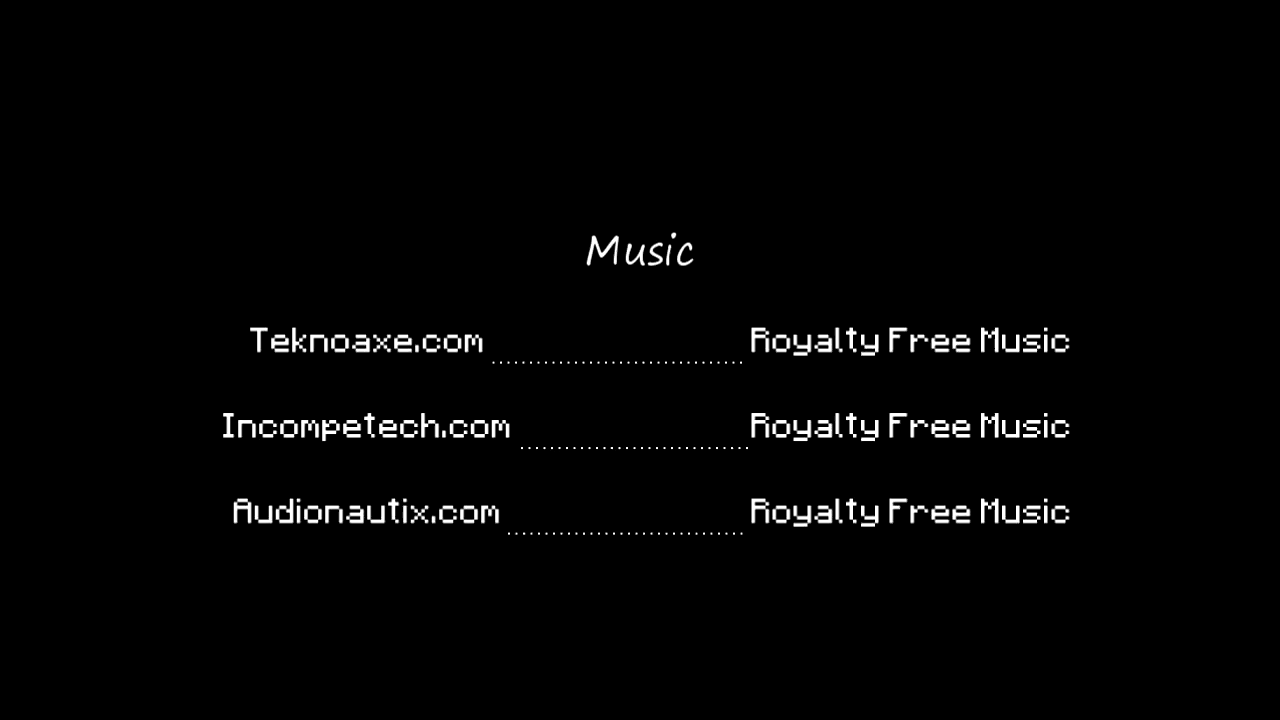 Music
Teknoaxe.com ........................................ Royalty Free Music
Incompetech.com ..................................... Royalty Free Music
Audionautix.com ...................................... Royalty Free Music